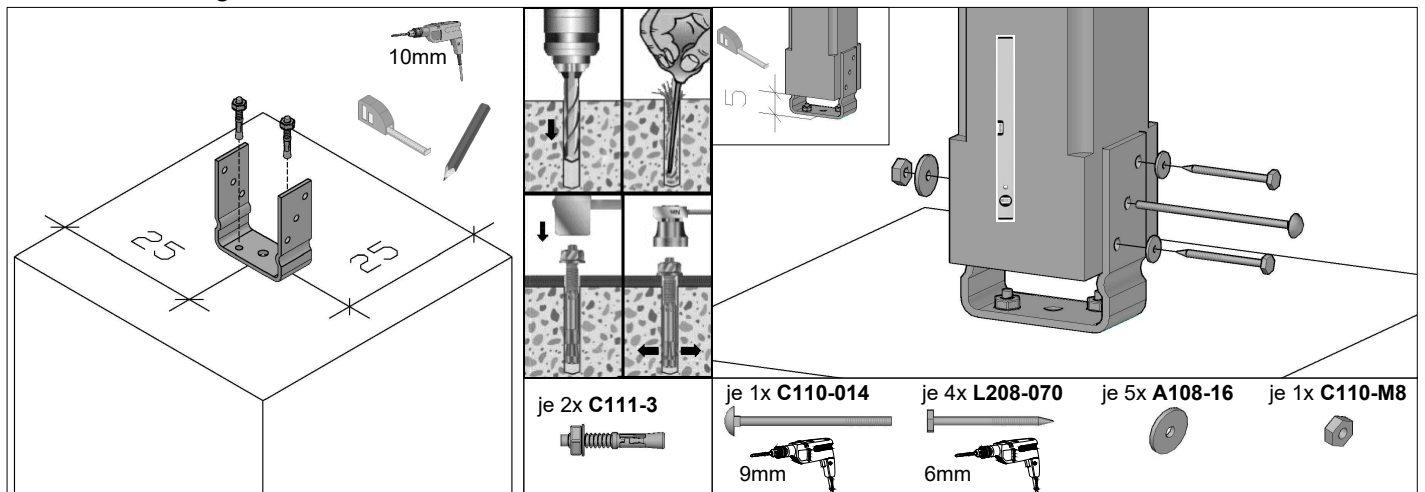 10mm
25
25
5
je 2x C111-3
je 1x C110-014
9mm
je 4x L208-070
6mm
je 5x A108-16
je 1x C110-M8